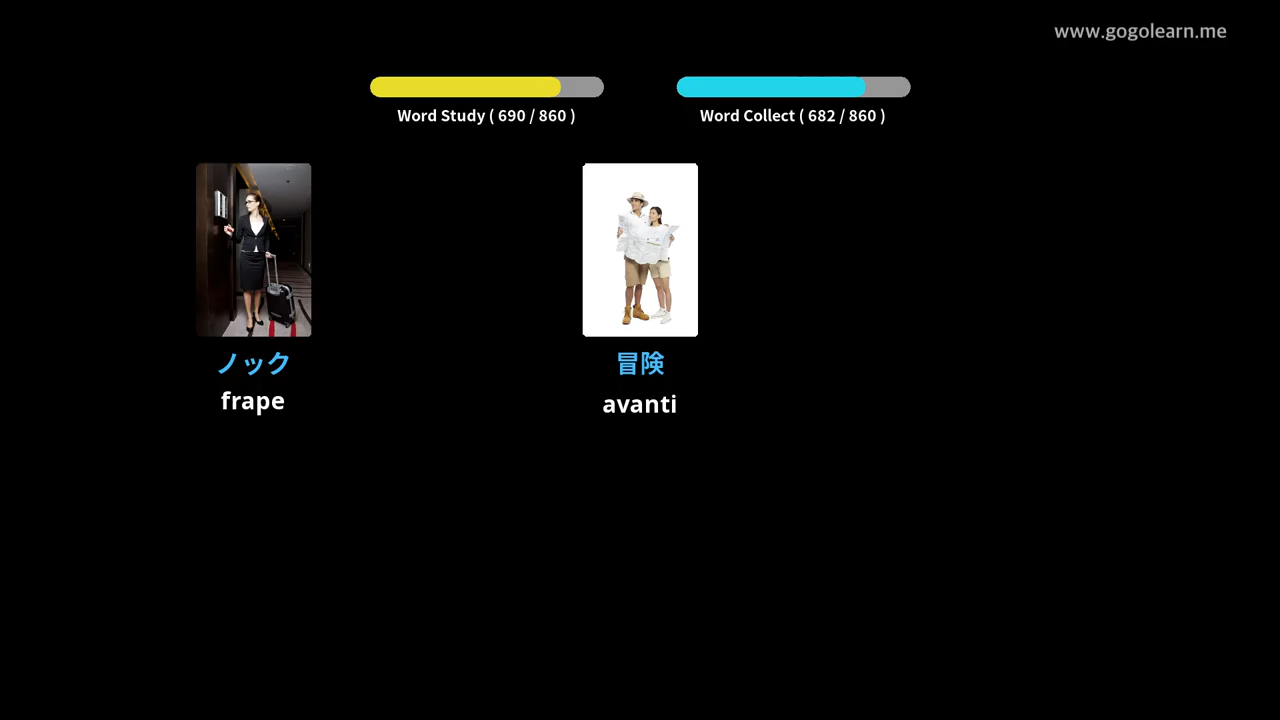 www.gogolearn.me
Word Study ( 690 / 860 )
Word Collect ( 682 / 860 )
ノック
frape
冒険
avanti